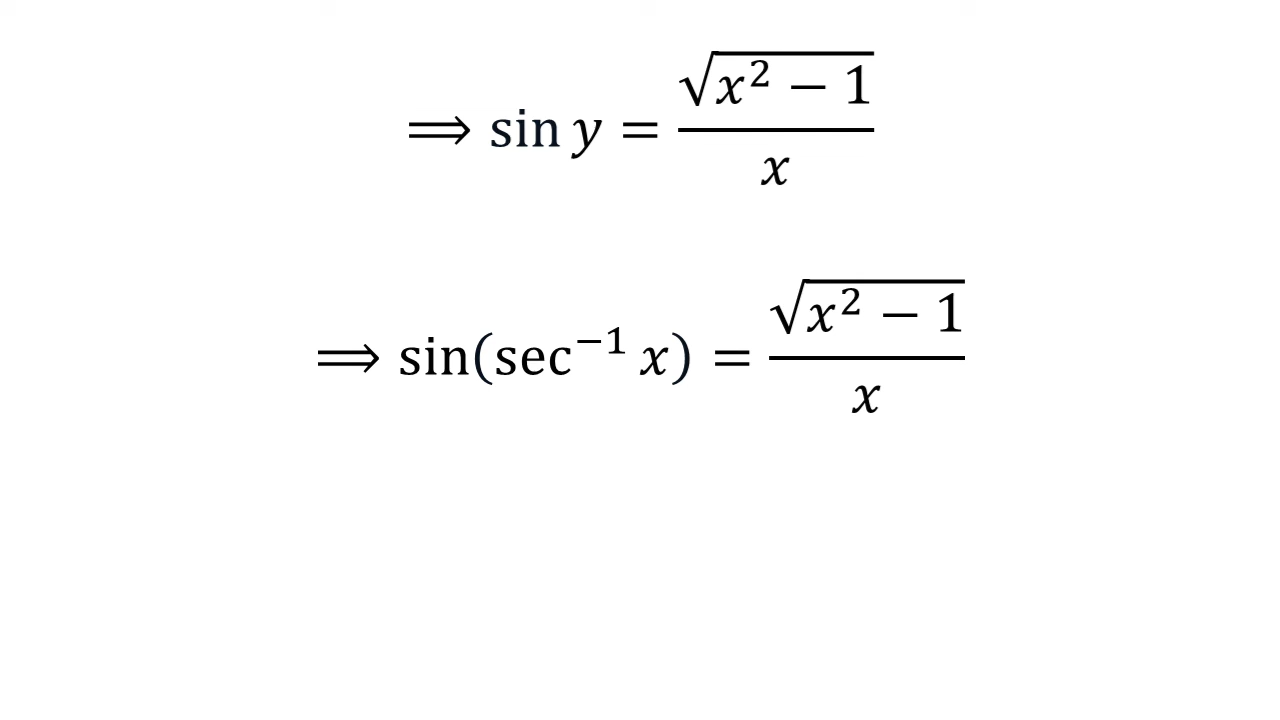 ⟹ sin y = √(x² − 1) / x
⟹ sin(sec⁻¹ x) = √(x² − 1) / x